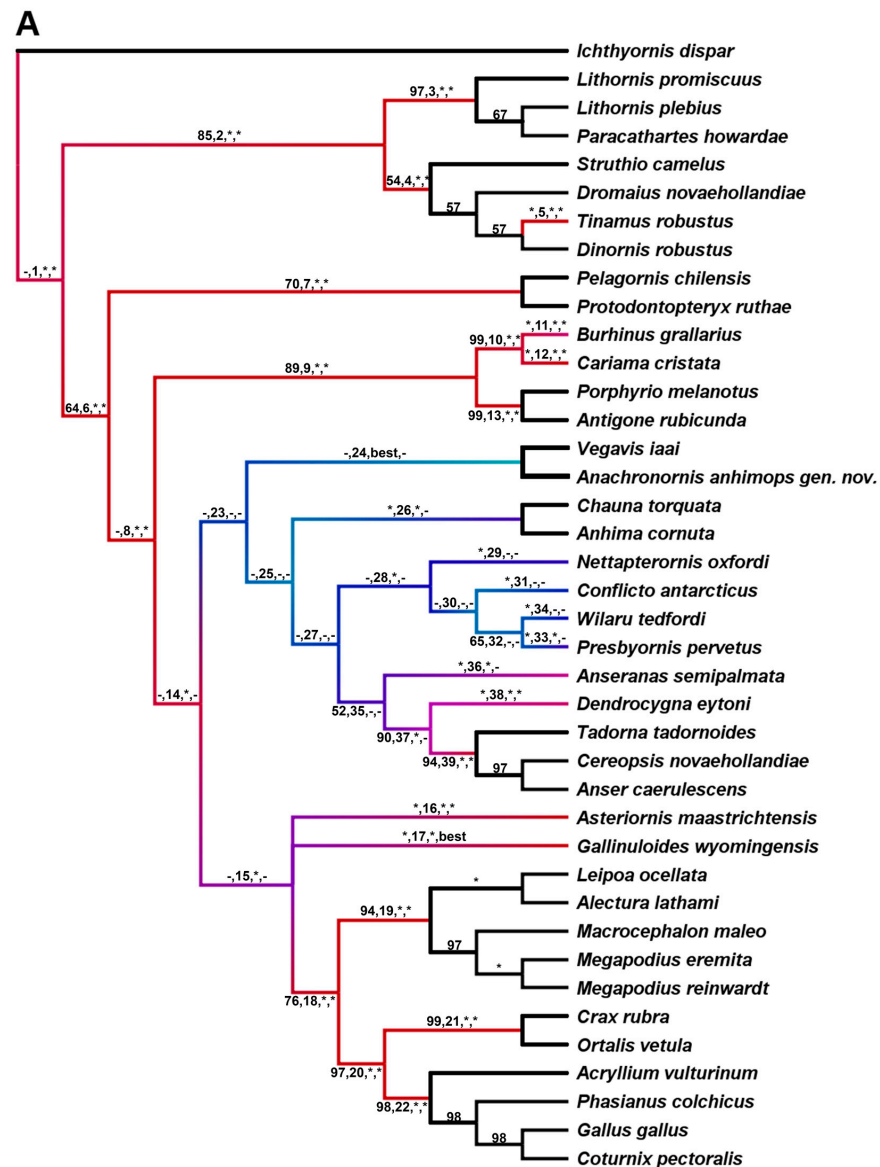 A
Ichthyornis dispar
Lithornis promiscuus
97,3,*,*
Lithornis plebius
67
85,2,*,*
Paracathartes howardae
Struthio camelus
54,4,*,*
Dromaius novaehollandiae
57
*,5,*,*
Tinamus robustus
57
Dinornis robustus
-,1,*,*
Pelagornis chilensis
70,7,*,*
Protodontopteryx ruthae
*,11,*,*
Burhinus grallarius
99,10,*,*
*,12,*,*
Cariama cristata
89,9,*,*
Porphyrio melanotus
64,6,*,*
99,13,*,*
Antigone rubicunda
Vegavis iaai
-,24,best,-
Anachronornis anhimops gen. nov.
Chauna torquata
*,26,*,-
-,23,-,-
-,8,*,*
Anhima cornuta
*,29,-,-
Nettapterornis oxfordi
-,25,-,-
-,28,*,-
*,31,-,-
Conflicto antarcticus
-,30,-,-
*,34,-,-
Wilaru tedfordi
-,27,-,-
65,32,-,-
*,33,*,-
Presbyornis pervetus
*,36,*,-
Anseranas semipalmata
-,14,*,-
*,38,*,*
Dendrocygna eytoni
52,35,-,-
90,37,*,-
Tadorna tadornoides
94,39,*,*
97
Cereopsis novaehollandiae
Anser caerulescens
*,16,*,*
Asteriornis maastrichtensis
*,17,*,best
Gallinuloides wyomingensis
-,15,*,-
Leipoa ocellata
*
Alectura lathami
94,19,*,*
Macrocephalon maleo
97
Megapodius eremita
*
Megapodius reinwardt
76,18,*,*
Crax rubra
99,21,*,*
Ortalis vetula
97,20,*,*
Acryllium vulturinum
98,22,*,*
Phasianus colchicus
98
Gallus gallus
98
Coturnix pectoralis